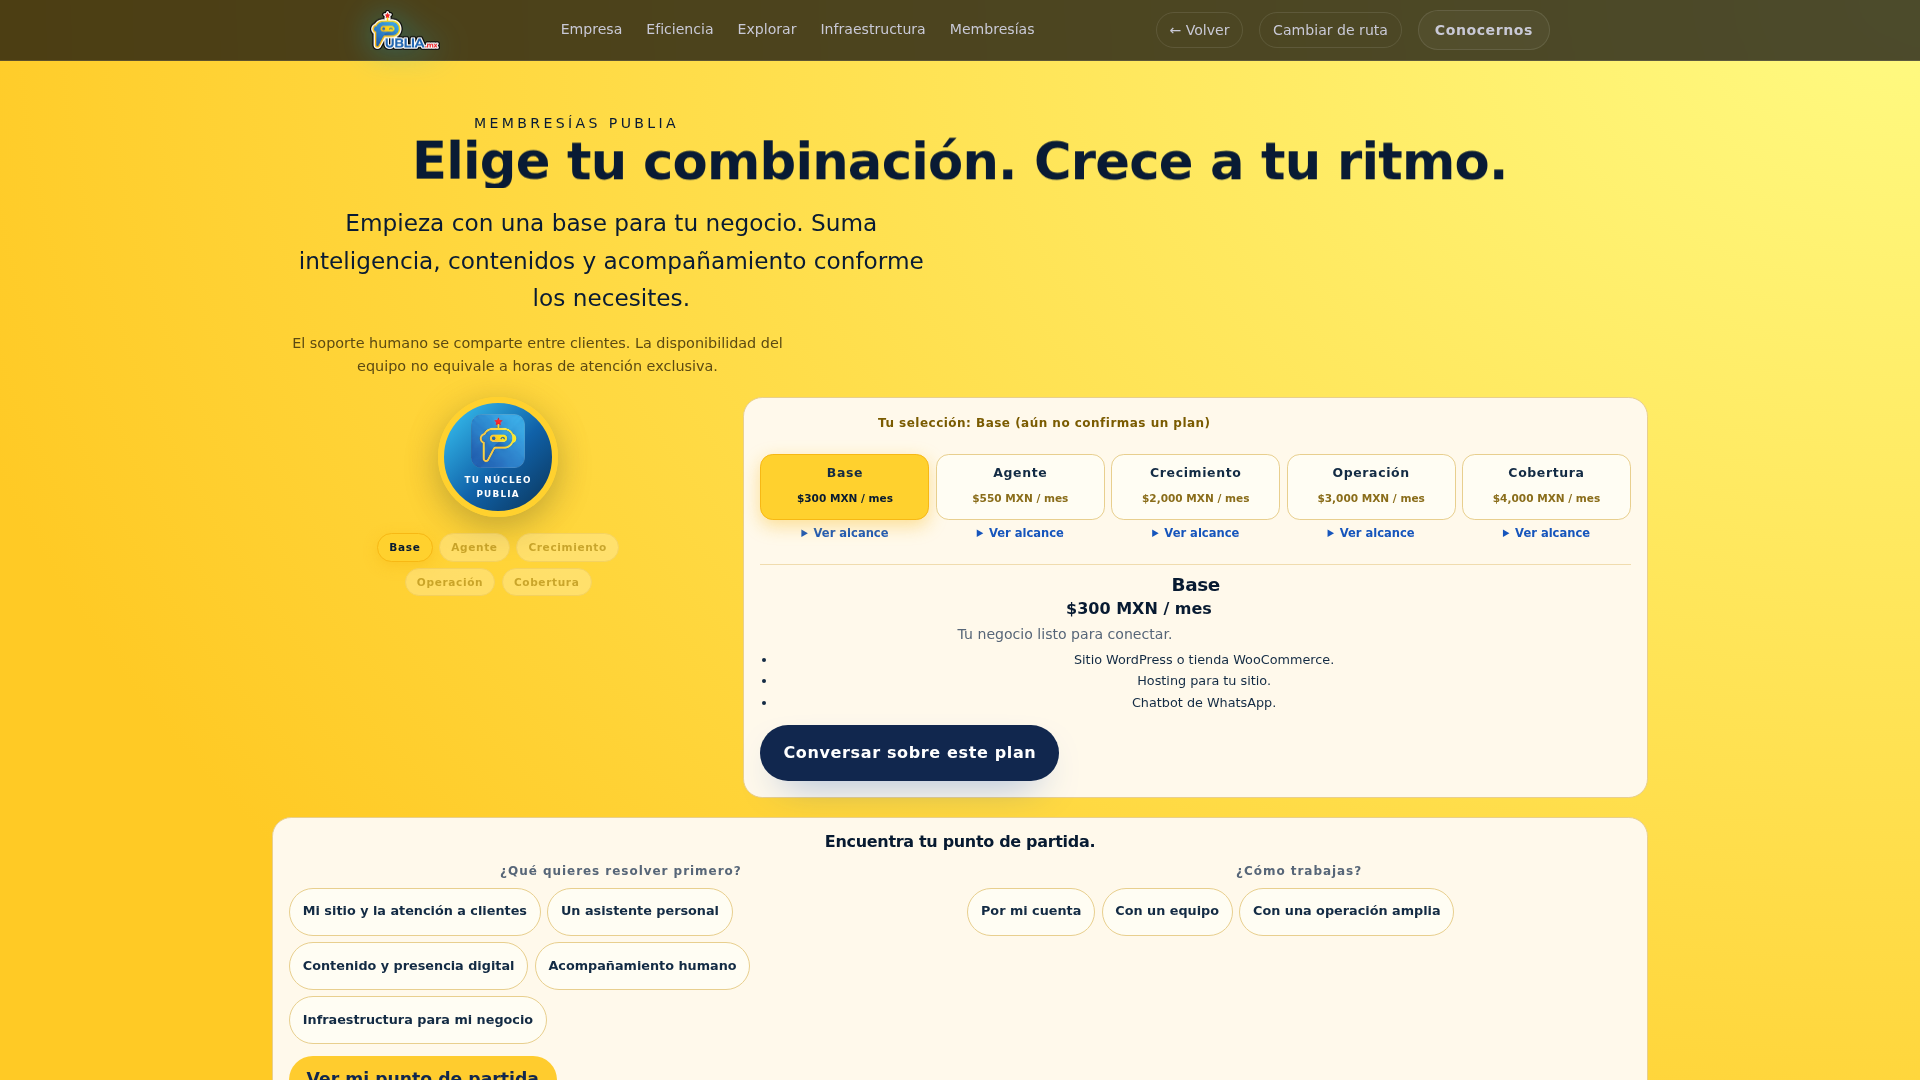 PUBLIA.mx
Empresa
Eficiencia
Explorar
Infraestructura
Membresías
← Volver
Cambiar de ruta
Conocernos
MEMBRESÍAS PUBLIA
Elige tu combinación. Crece a tu ritmo.
Empieza con una base para tu negocio. Suma
inteligencia, contenidos y acompañamiento conforme
los necesites.
El soporte humano se comparte entre clientes. La disponibilidad del
equipo no equivale a horas de atención exclusiva.
TU NÚCLEO
PUBLIA
Base
Agente
Crecimiento
Operación
Cobertura
Tu selección: Base (aún no confirmas un plan)
Base
$300 MXN / mes
▸ Ver alcance
Agente
$550 MXN / mes
▸ Ver alcance
Crecimiento
$2,000 MXN / mes
▸ Ver alcance
Operación
$3,000 MXN / mes
▸ Ver alcance
Cobertura
$4,000 MXN / mes
▸ Ver alcance
Base
$300 MXN / mes
Tu negocio listo para conectar.
• Sitio WordPress o tienda WooCommerce.
• Hosting para tu sitio.
• Chatbot de WhatsApp.
Conversar sobre este plan
Encuentra tu punto de partida.
¿Qué quieres resolver primero?
Mi sitio y la atención a clientes
Un asistente personal
Contenido y presencia digital
Acompañamiento humano
Infraestructura para mi negocio
¿Cómo trabajas?
Por mi cuenta
Con un equipo
Con una operación amplia
Ver mi punto de partida